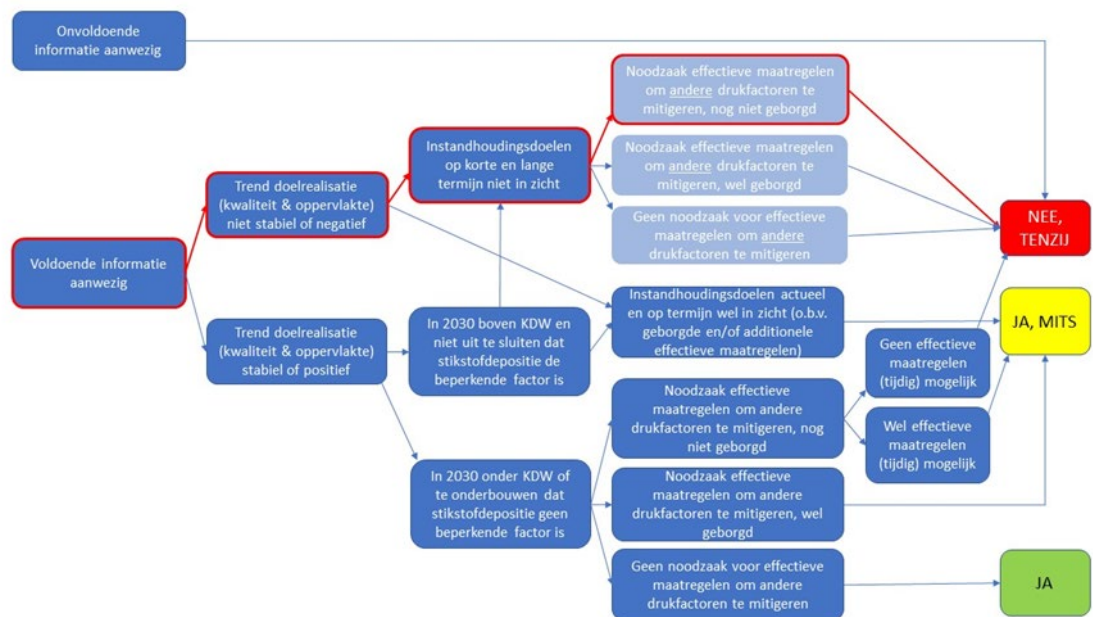 Onvoldoende
informatie aanwezig
Noodzaak effectieve maatregelen
om andere drukfactoren te
mitigeren, nog niet geborgd
Instandhoudingsdoelen
op korte en lange
termijn niet in zicht
Noodzaak effectieve maatregelen
om andere drukfactoren te
mitigeren, wel geborgd
Trend doelrealisatie
(kwaliteit & oppervlakte)
niet stabiel of negatief
Geen noodzaak voor effectieve
maatregelen om andere
drukfactoren te mitigeren
NEE,
TENZIJ
Voldoende informatie
aanwezig
Trend doelrealisatie
(kwaliteit & oppervlakte)
stabiel of positief
In 2030 boven KDW en
niet uit te sluiten dat
stikstofdepositie de
beperkende factor is
Instandhoudingsdoelen actueel
en op termijn wel in zicht (o.b.v.
geborgde en/of additionele
effectieve maatregelen)
JA, MITS
Geen effectieve
maatregelen
(tijdig) mogelijk
Noodzaak effectieve
maatregelen om andere
drukfactoren te mitigeren, nog
niet geborgd
Wel effectieve
maatregelen
(tijdig) mogelijk
In 2030 onder KDW of
te onderbouwen dat
stikstofdepositie geen
beperkende factor is
Noodzaak effectieve
maatregelen om andere
drukfactoren te mitigeren, wel
geborgd
Geen noodzaak voor effectieve
maatregelen om andere
drukfactoren te mitigeren
JA